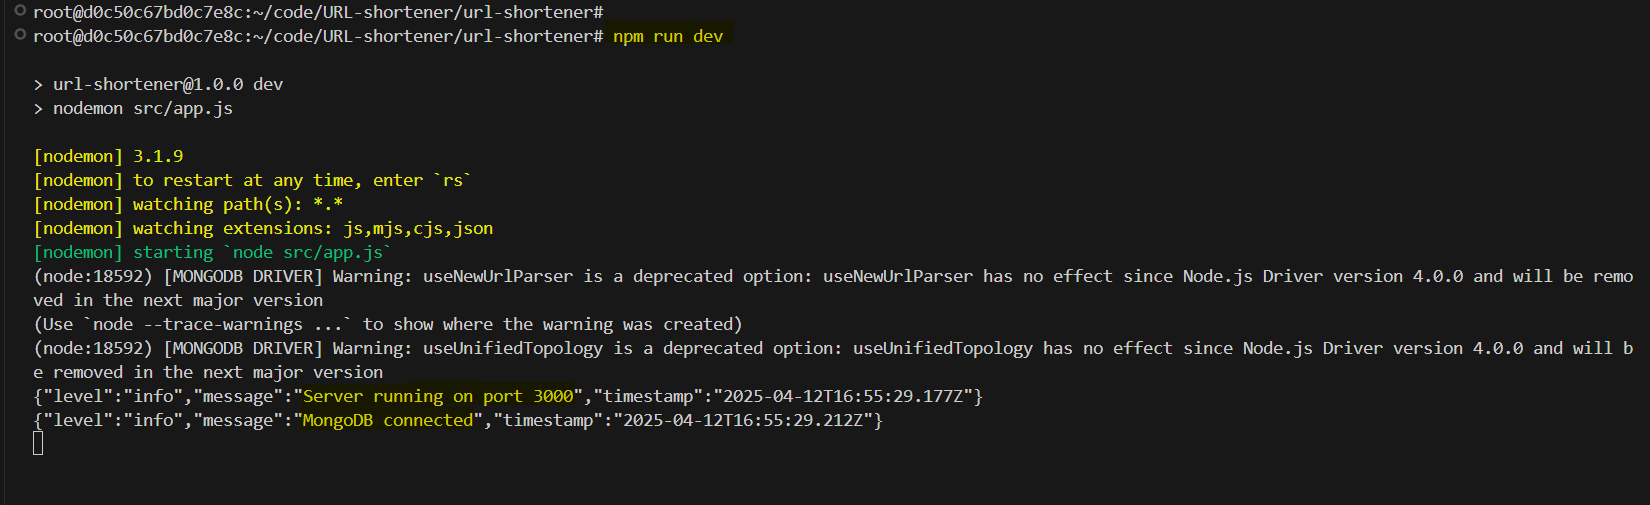 root@d0c50c67bd0c7e8c:~/code/URL-shortener/url-shortener#
root@d0c50c67bd0c7e8c:~/code/URL-shortener/url-shortener# npm run dev
> url-shortener@1.0.0 dev
> nodemon src/app.js
[nodemon] 3.1.9
[nodemon] to restart at any time, enter `rs`
[nodemon] watching path(s): *.*
[nodemon] watching extensions: js,mjs,cjs,json
[nodemon] starting `node src/app.js`
(node:18592) [MONGODB DRIVER] Warning: useNewUrlParser is a deprecated option: useNewUrlParser has no effect since Node.js Driver version 4.0.0 and will be remo
ved in the next major version
(Use `node --trace-warnings ...` to show where the warning was created)
(node:18592) [MONGODB DRIVER] Warning: useUnifiedTopology is a deprecated option: useUnifiedTopology has no effect since Node.js Driver version 4.0.0 and will b
e removed in the next major version
{"level":"info","message":"Server running on port 3000","timestamp":"2025-04-12T16:55:29.177Z"}
{"level":"info","message":"MongoDB connected","timestamp":"2025-04-12T16:55:29.212Z"}